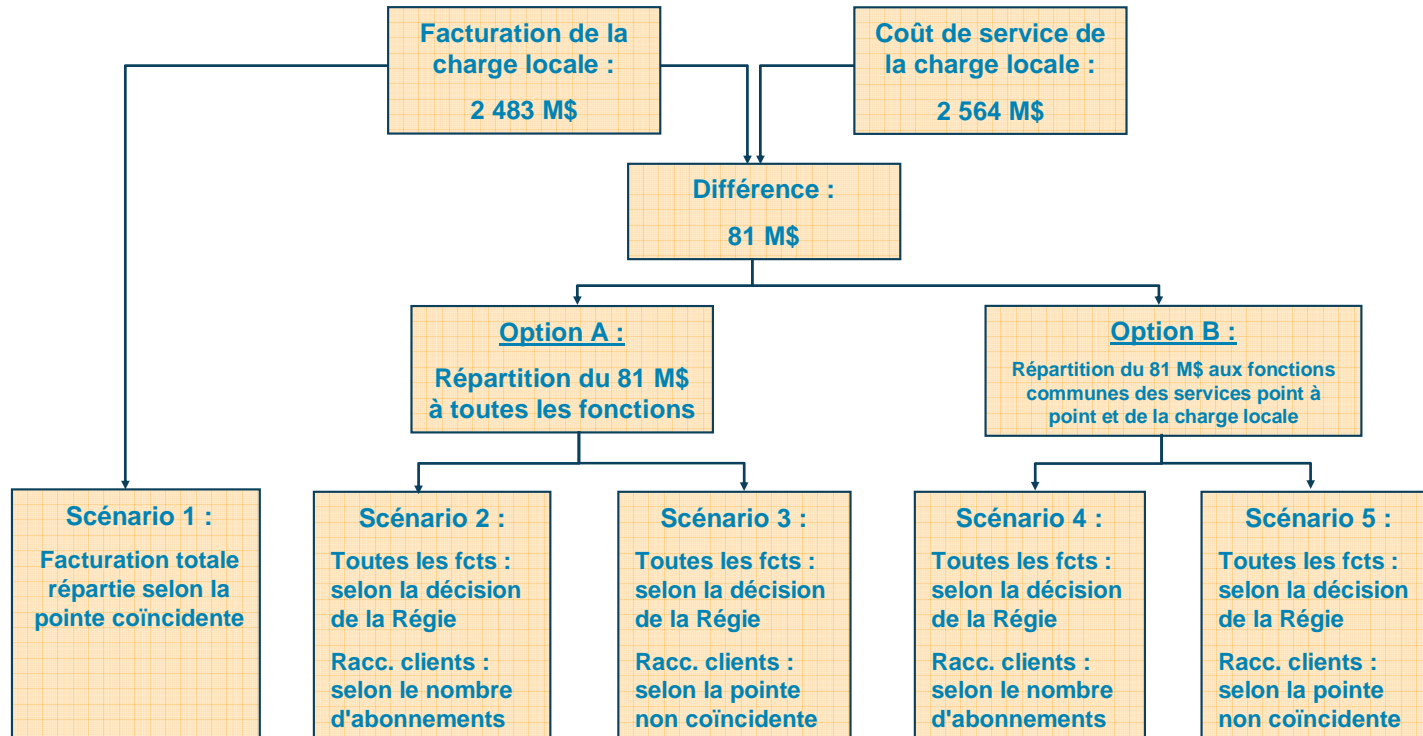 Facturation de la
charge locale :
2 483 M$
Coût de service de
la charge locale :
2 564 M$
Différence :
81 M$
Option A :
Répartition du 81 M$
à toutes les fonctions
Option B :
Répartition du 81 M$ aux fonctions
communes des services point à
point et de la charge locale
Scénario 1 :
Facturation totale
répartie selon la
pointe coïncidente
Scénario 2 :
Toutes les fcts :
selon la décision
de la Régie
Racc. clients :
selon le nombre
d'abonnements
Scénario 3 :
Toutes les fcts :
selon la décision
de la Régie
Racc. clients :
selon la pointe
non coïncidente
Scénario 4 :
Toutes les fcts :
selon la décision
de la Régie
Racc. clients :
selon le nombre
d'abonnements
Scénario 5 :
Toutes les fcts :
selon la décision
de la Régie
Racc. clients :
selon la pointe
non coïncidente